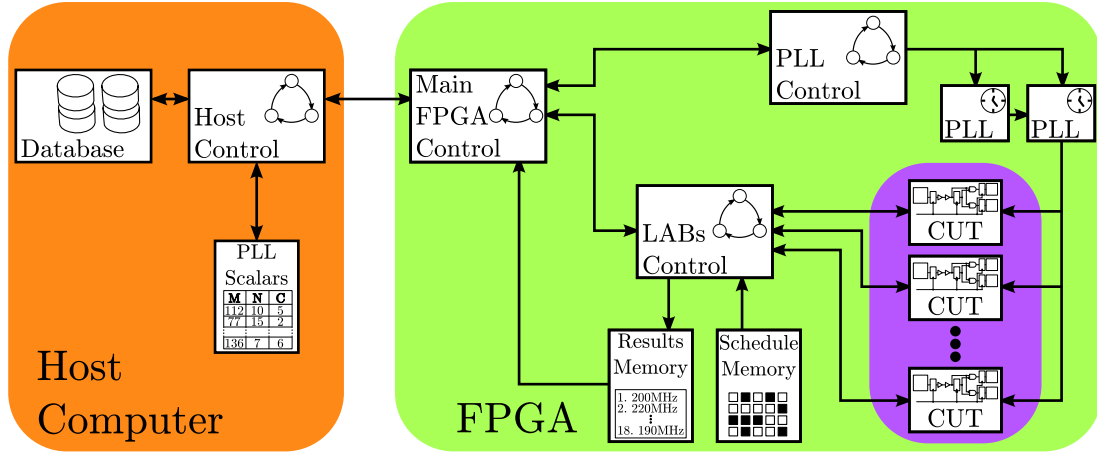 Database
Host
Control
PLL
Scalars
M N C
112 10 5
77 15 2
136 7 6
Host
Computer
Main
FPGA
Control
PLL
Control
PLL
PLL
LABs
Control
CUT
CUT
CUT
Results
Memory
1. 200MHz
2. 220MHz
18. 190MHz
Schedule
Memory
FPGA